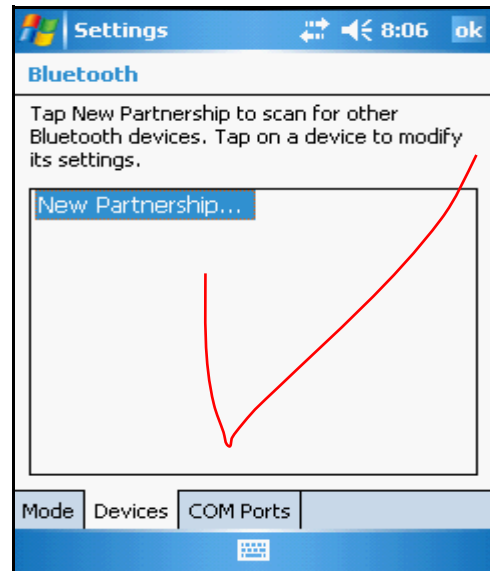 Settings 8:06 ok
Bluetooth
Tap New Partnership to scan for other
Bluetooth devices. Tap on a device to modify
its settings.
New Partnership...
Mode Devices COM Ports